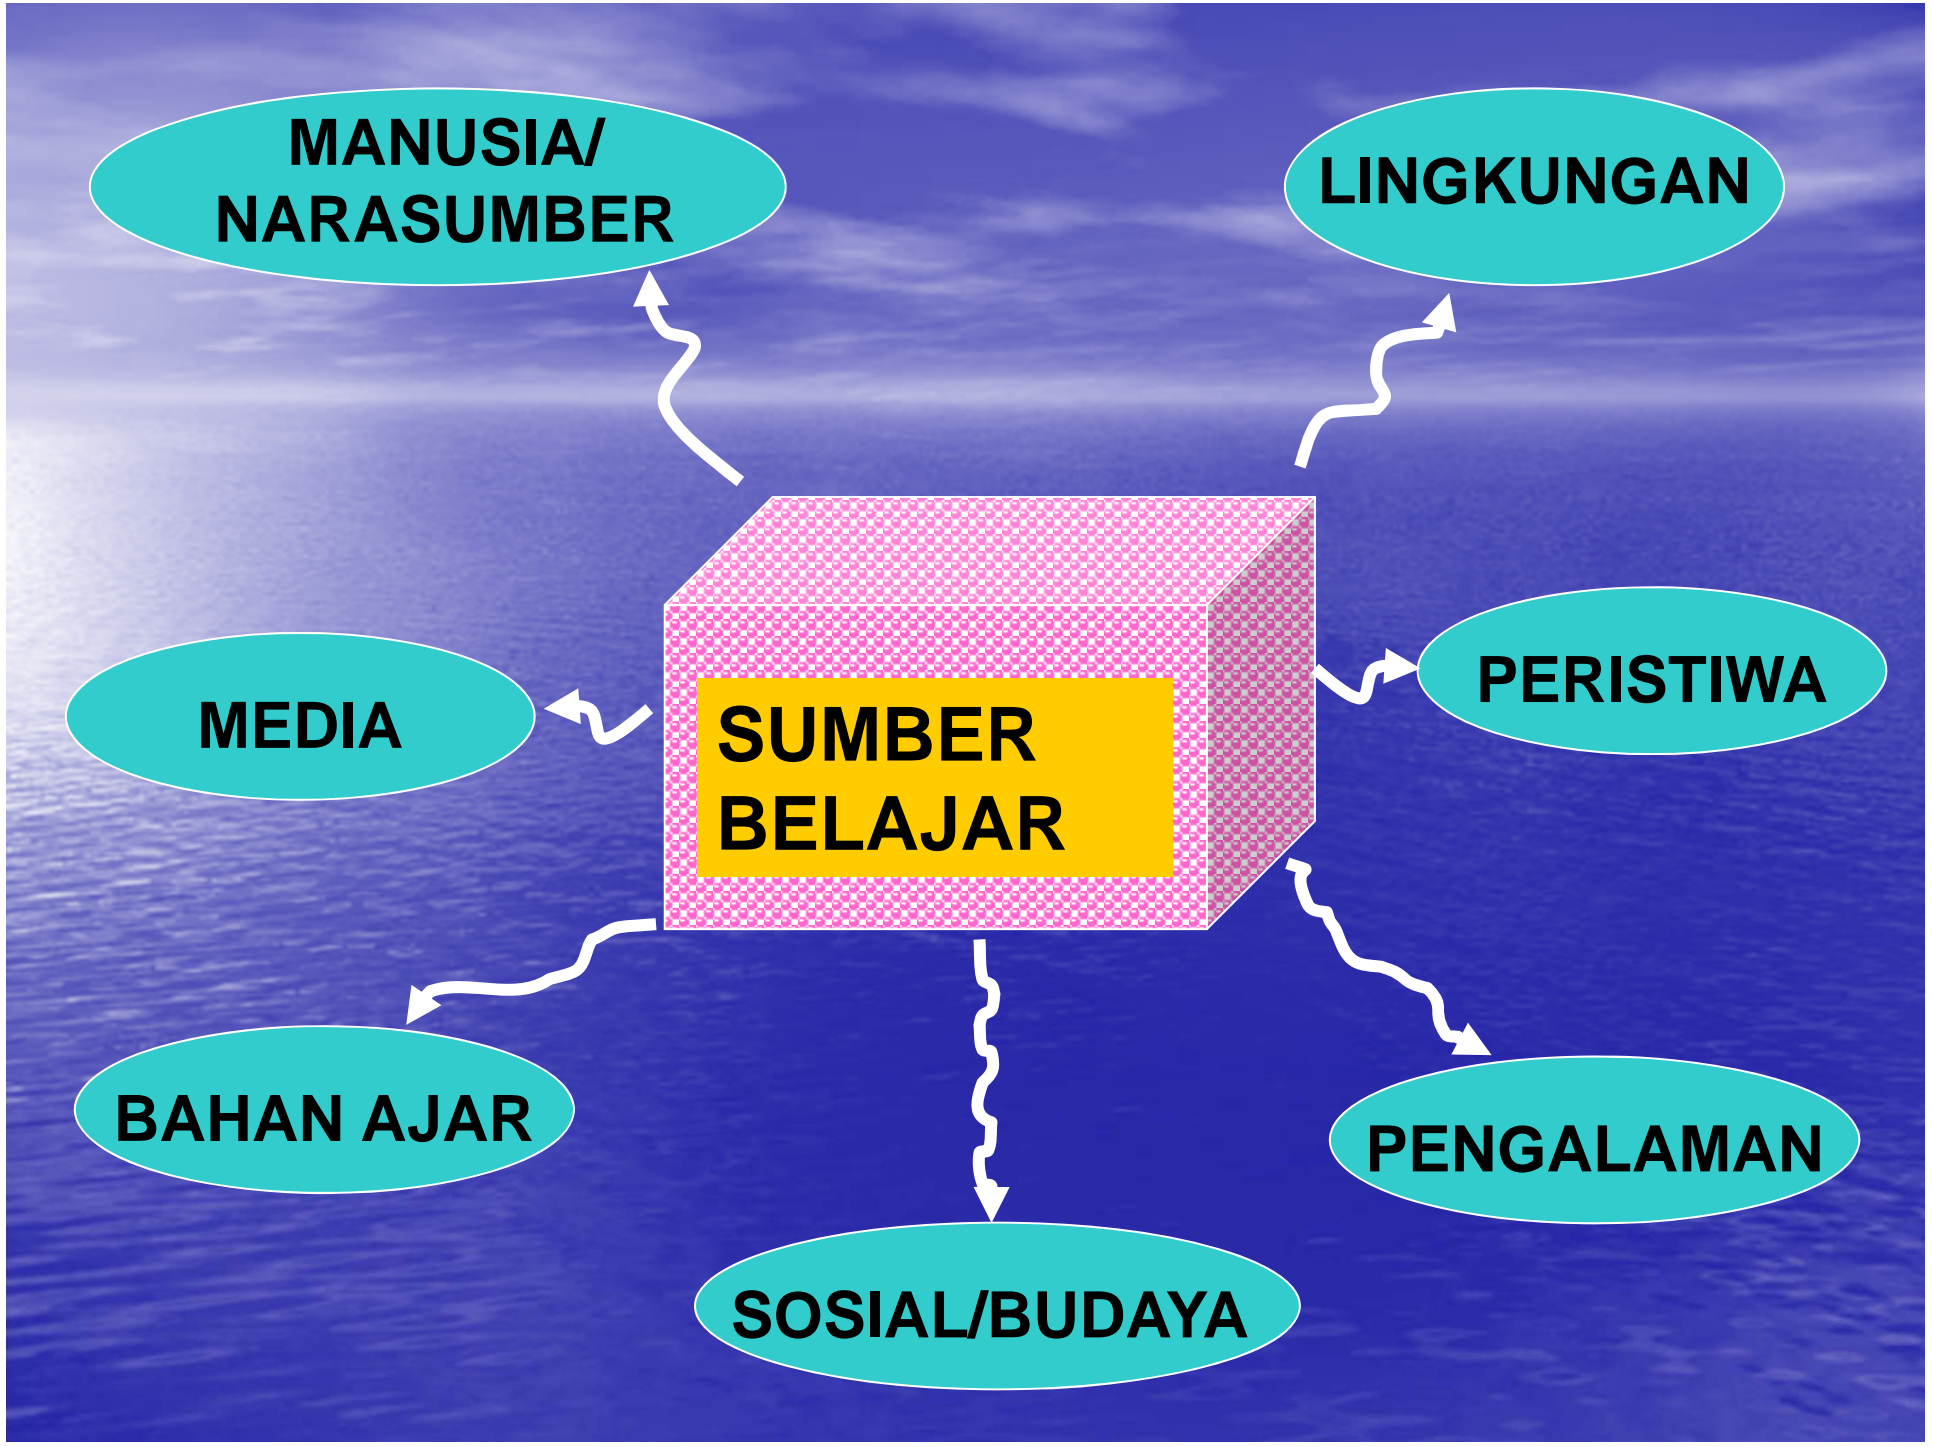 MANUSIA/
NARASUMBER
LINGKUNGAN
MEDIA
SUMBER
BELAJAR
PERISTIWA
BAHAN AJAR
PENGALAMAN
SOSIAL/BUDAYA